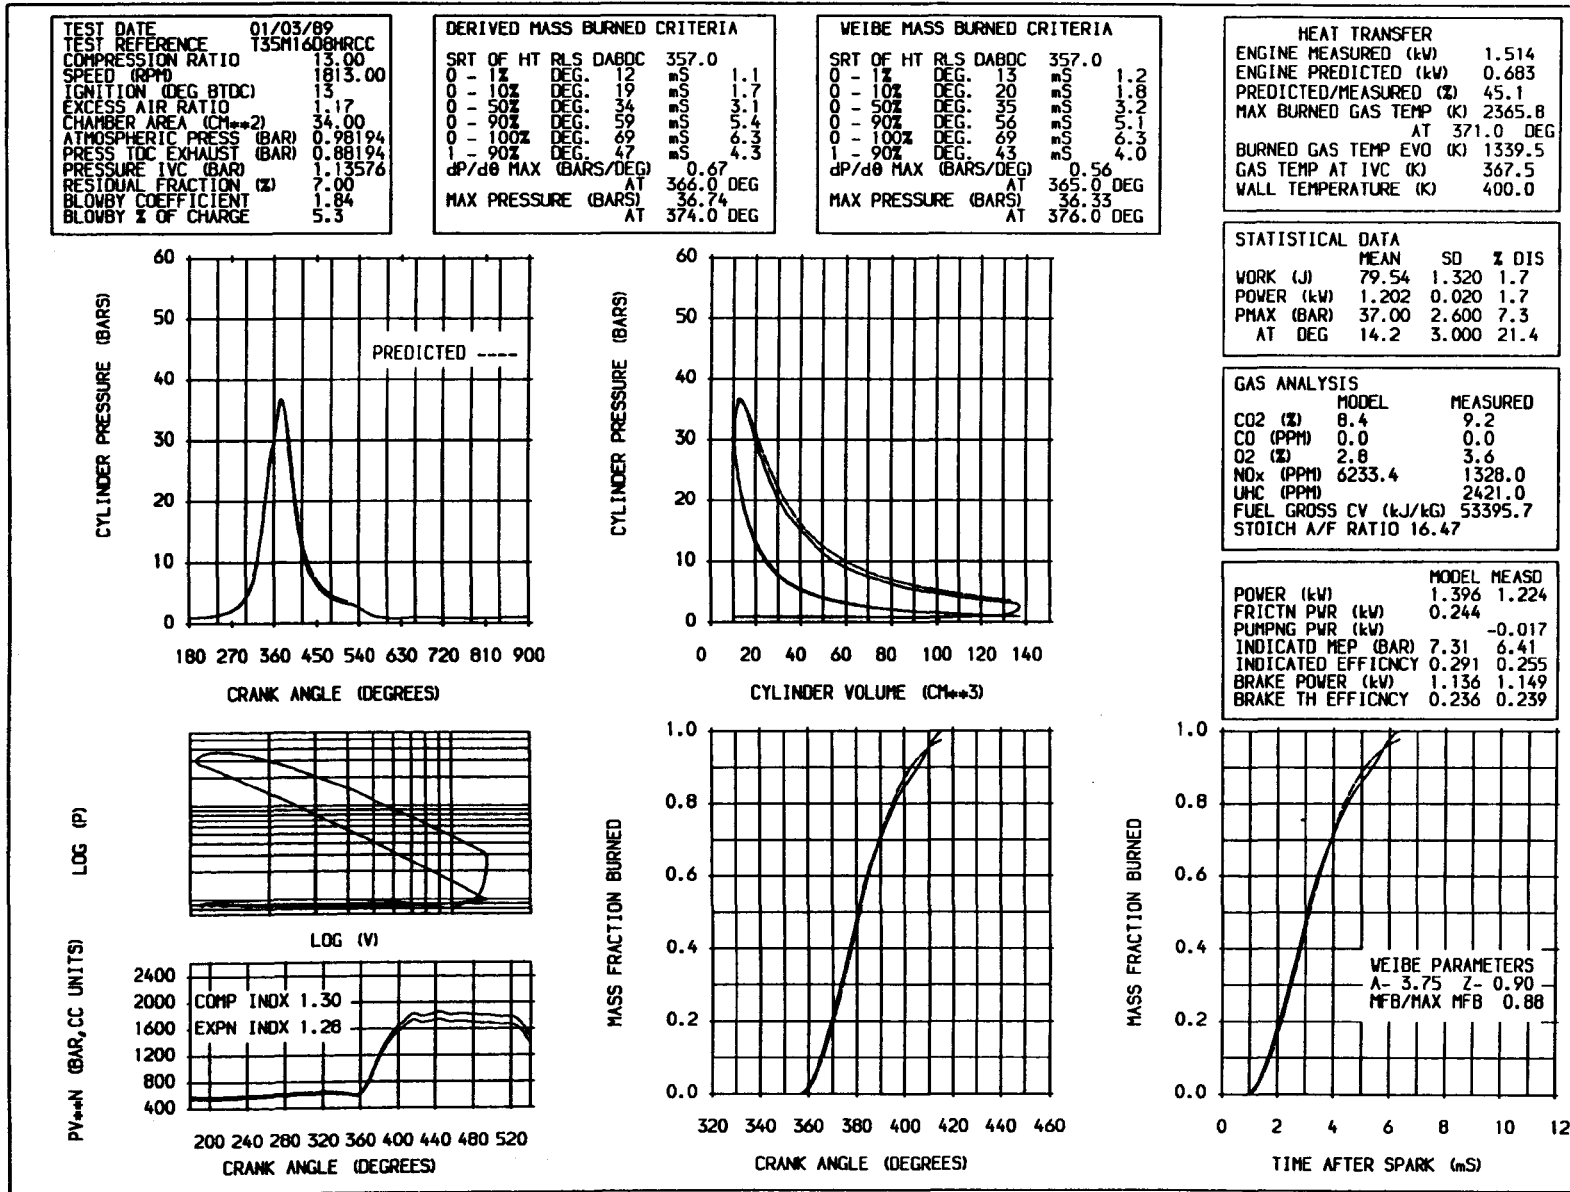 TEST DATE 01/03/89
TEST REFERENCE T35M16D8HRCC
COMPRESSION RATIO 13.00
SPEED (RPM) 1813.00
IGNITION (DEG BTDC) 13
EXCESS AIR RATIO 1.17
CHAMBER AREA (CM**2) 34.00
ATMOSPHERIC PRESS (BAR) 0.98194
PRESS TDC EXHAUST (BAR) 0.88194
PRESSURE IVC (BAR) 1.13576
RESIDUAL FRACTION (%) 7.00
BLOWBY COEFFICIENT 1.84
BLOWBY % OF CHARGE 5.3
DERIVED MASS BURNED CRITERIA
SRT OF HT RLS DABDC 357.0
0 - 1% DEG. 12 mS 1.1
0 - 10% DEG. 19 mS 1.7
0 - 50% DEG. 34 mS 3.1
0 - 90% DEG. 59 mS 5.4
0 - 100% DEG. 69 mS 6.3
1 - 90% DEG. 47 mS 4.3
dP/dθ MAX (BARS/DEG) 0.67
AT 366.0 DEG
MAX PRESSURE (BARS) 36.74
AT 374.0 DEG
WEIBE MASS BURNED CRITERIA
SRT OF HT RLS DABDC 357.0
0 - 1% DEG. 13 mS 1.2
0 - 10% DEG. 20 mS 1.8
0 - 50% DEG. 35 mS 3.2
0 - 90% DEG. 56 mS 5.1
0 - 100% DEG. 69 mS 6.3
1 - 90% DEG. 43 mS 4.0
dP/dθ MAX (BARS/DEG) 0.56
AT 365.0 DEG
MAX PRESSURE (BARS) 36.33
AT 376.0 DEG
HEAT TRANSFER
ENGINE MEASURED (kW) 1.514
ENGINE PREDICTED (kW) 0.683
PREDICTED/MEASURED (%) 45.1
MAX BURNED GAS TEMP (K) 2365.8
AT 371.0 DEG
BURNED GAS TEMP EVO (K) 1339.5
GAS TEMP AT IVC (K) 367.5
WALL TEMPERATURE (K) 400.0
STATISTICAL DATA
MEAN SD % DIS
WORK (J) 79.54 1.320 1.7
POWER (kW) 1.202 0.020 1.7
PMAX (BAR) 37.00 2.600 7.3
AT DEG 14.2 3.000 21.4
GAS ANALYSIS
MODEL MEASURED
CO2 (%) 8.4 9.2
CO (PPM) 0.0 0.0
O2 (%) 2.8 3.6
NOx (PPM) 6233.4 1328.0
UHC (PPM) 2421.0
FUEL GROSS CV (kJ/KG) 53395.7
STOICH A/F RATIO 16.47
MODEL MEASD
POWER (kW) 1.396 1.224
FRICTN PWR (kW) 0.244
PUMPNG PWR (kW) -0.017
INDICATD MEP (BAR) 7.31 6.41
INDICATED EFFICNCY 0.291 0.255
BRAKE POWER (kW) 1.136 1.149
BRAKE TH EFFICNCY 0.236 0.239
CYLINDER PRESSURE (BARS)
60
50
40
30
20
10
0
PREDICTED ----
180 270 360 450 540 630 720 810 900
CRANK ANGLE (DEGREES)
CYLINDER PRESSURE (BARS)
60
50
40
30
20
10
0
0 20 40 60 80 100 120 140
CYLINDER VOLUME (CM**3)
LOG (P)
LOG (V)
PV**N (BAR,CC UNITS)
2400
2000
1600
1200
800
400
COMP INDX 1.30
EXPN INDX 1.28
200 240 280 320 360 400 440 480 520
CRANK ANGLE (DEGREES)
MASS FRACTION BURNED
1.0
0.8
0.6
0.4
0.2
0.0
320 340 360 380 400 420 440 460
CRANK ANGLE (DEGREES)
MASS FRACTION BURNED
1.0
0.8
0.6
0.4
0.2
0.0
WEIBE PARAMETERS
A- 3.75 Z- 0.90
MFB/MAX MFB 0.88
0 2 4 6 8 10 12
TIME AFTER SPARK (mS)